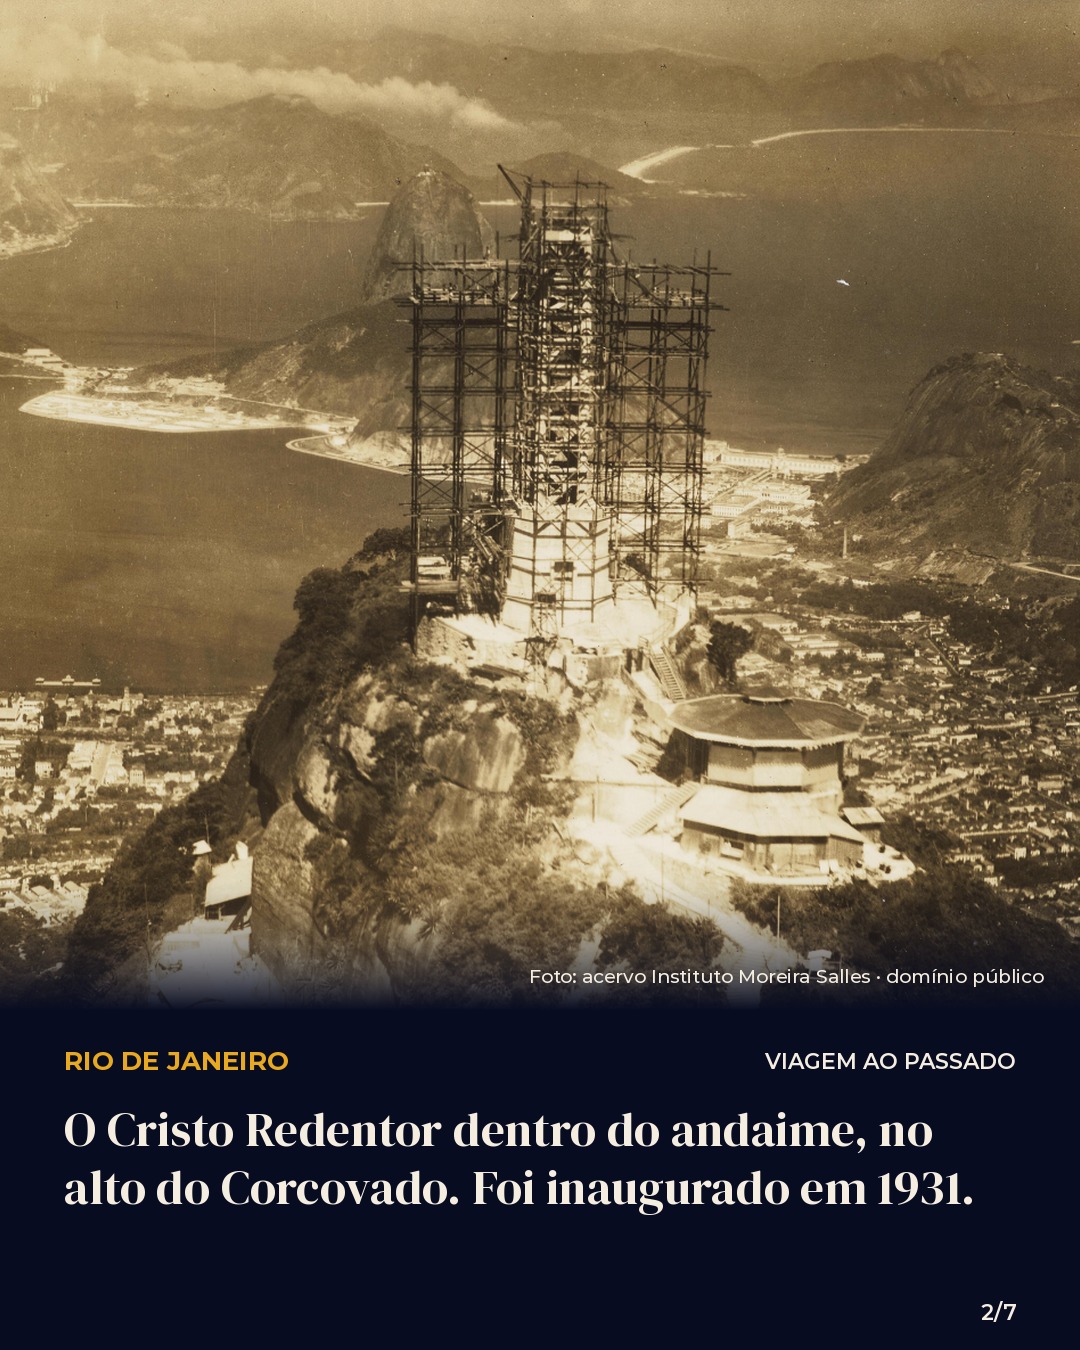 Foto: acervo Instituto Moreira Salles · domínio público
RIO DE JANEIRO
VIAGEM AO PASSADO
O Cristo Redentor dentro do andaime, no
alto do Corcovado. Foi inaugurado em 1931.
2/7